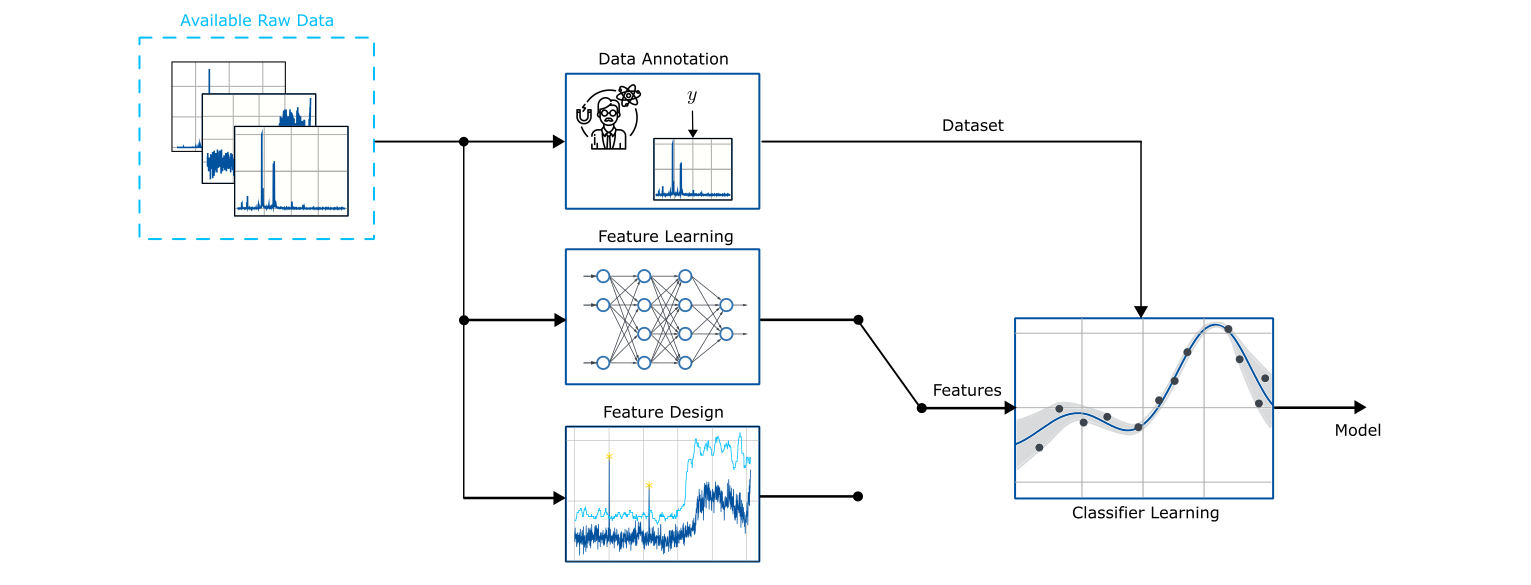 Available Raw Data
Data Annotation
y
Dataset
Feature Learning
Feature Design
Features
Model
Classifier Learning